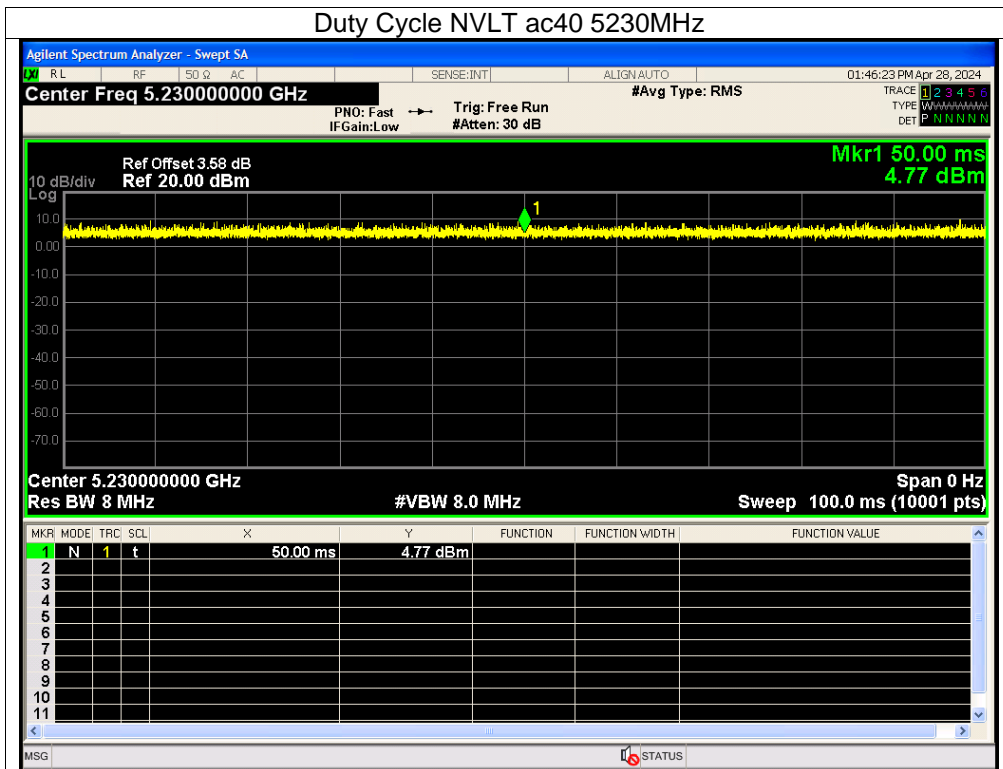 Duty Cycle NVLT ac40 5230MHz
Agilent Spectrum Analyzer - Swept SA
LXI RL RF 50 Ω AC SENSE:INT ALIGN AUTO 01:46:23 PM Apr 28, 2024
Center Freq 5.230000000 GHz
PNO: Fast
IFGain:Low
Trig: Free Run
#Atten: 30 dB
#Avg Type: RMS
TRACE 1 2 3 4 5 6
TYPE WWWWWW
DET P N N N N N
Mkr1 50.00 ms
4.77 dBm
Ref Offset 3.58 dB
10 dB/div Ref 20.00 dBm
Log
10.0
0.00
-10.0
-20.0
-30.0
-40.0
-50.0
-60.0
-70.0
1
Center 5.230000000 GHz Span 0 Hz
Res BW 8 MHz #VBW 8.0 MHz Sweep 100.0 ms (10001 pts)
MKR MODE TRC SCL X Y FUNCTION FUNCTION WIDTH FUNCTION VALUE
1 N 1 t 50.00 ms 4.77 dBm
2
3
4
5
6
7
8
9
10
11
MSG STATUS